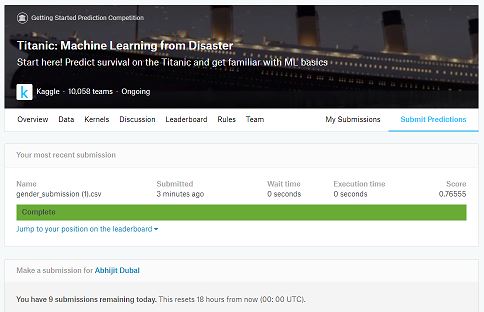 Getting Started Prediction Competition
Titanic: Machine Learning from Disaster
Start here! Predict survival on the Titanic and get familiar with ML basics
k Kaggle · 10,058 teams · Ongoing
Overview Data Kernels Discussion Leaderboard Rules Team My Submissions Submit Predictions
Your most recent submission
Name Submitted Wait time Execution time Score
gender_submission (1).csv 3 minutes ago 0 seconds 0 seconds 0.76555
Complete
Jump to your position on the leaderboard
Make a submission for Abhijit Dubal
You have 9 submissions remaining today. This resets 18 hours from now (00: 00 UTC).